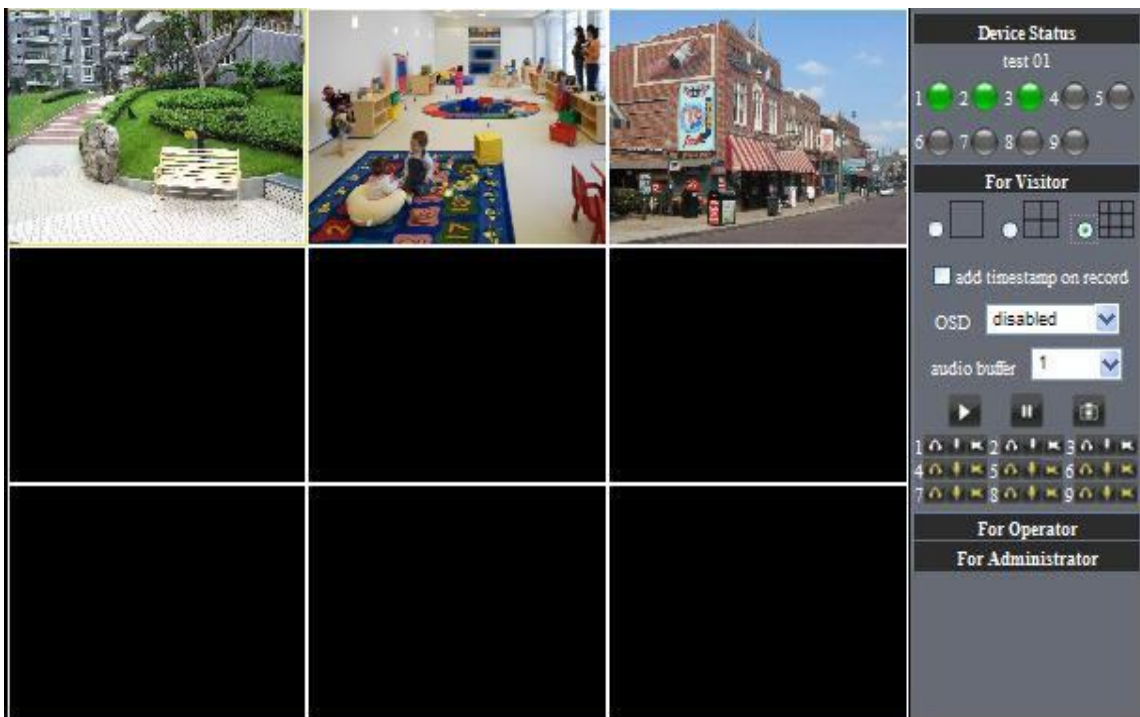 Device Status
test 01
1 2 3 4 5
6 7 8 9
For Visitor
add timestamp on record
OSD disabled
audio buffer 1
1 2 3
4 5 6
7 8 9
For Operator
For Administrator